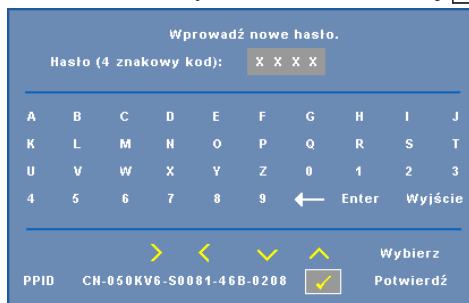 Wprowadź nowe hasło.
Hasło (4 znakowy kod): X X X X
A B C D E F G H I J
K L M N O P Q R S T
U V W X Y Z 0 1 2 3
4 5 6 7 8 9 ← Enter Wyjście
Wybierz
PPID CN-050KV6-S0081-46B-0208 ✓ Potwierdź